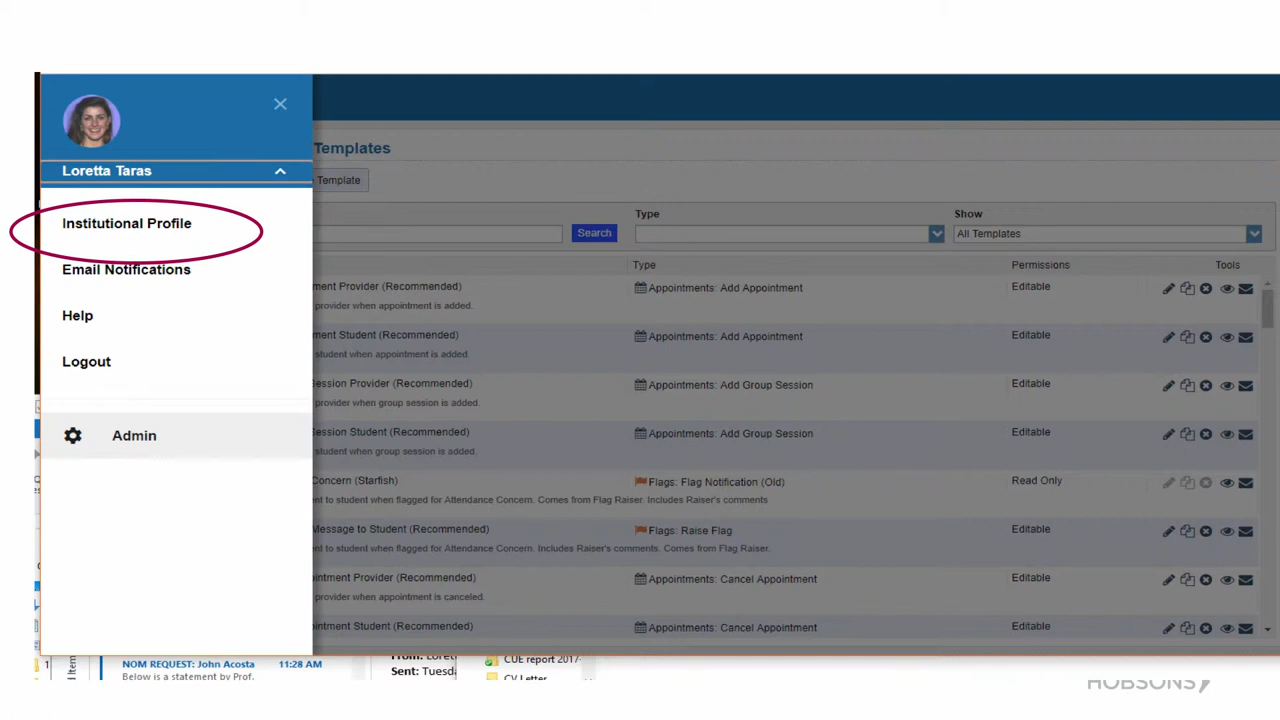 Loretta Taras
Institutional Profile
Email Notifications
Help
Logout
Admin
Templates
Template
Search
Type
Show
All Templates
Type Permissions Tools
ment Provider (Recommended) Appointments: Add Appointment Editable
provider when appointment is added.
ment Student (Recommended) Appointments: Add Appointment Editable
student when appointment is added.
Session Provider (Recommended) Appointments: Add Group Session Editable
provider when group session is added.
Session Student (Recommended) Appointments: Add Group Session Editable
student when group session is added.
Concern (Starfish) Flags: Flag Notification (Old) Read Only
nt to student when flagged for Attendance Concern. Comes from Flag Raiser. Includes Raiser's comments
Message to Student (Recommended) Flags: Raise Flag Editable
nt to student when flagged for Attendance Concern. Includes Raiser's comments. Comes from Flag Raiser.
ointment Provider (Recommended) Appointments: Cancel Appointment Editable
provider when appointment is canceled.
ointment Student (Recommended) Appointments: Cancel Appointment Editable
NOM REQUEST: John Acosta 11:28 AM
Below is a statement by Prof.
From: Loret
Sent: Tuesda
CUE report 2017-
CV Letter
HOBSONS